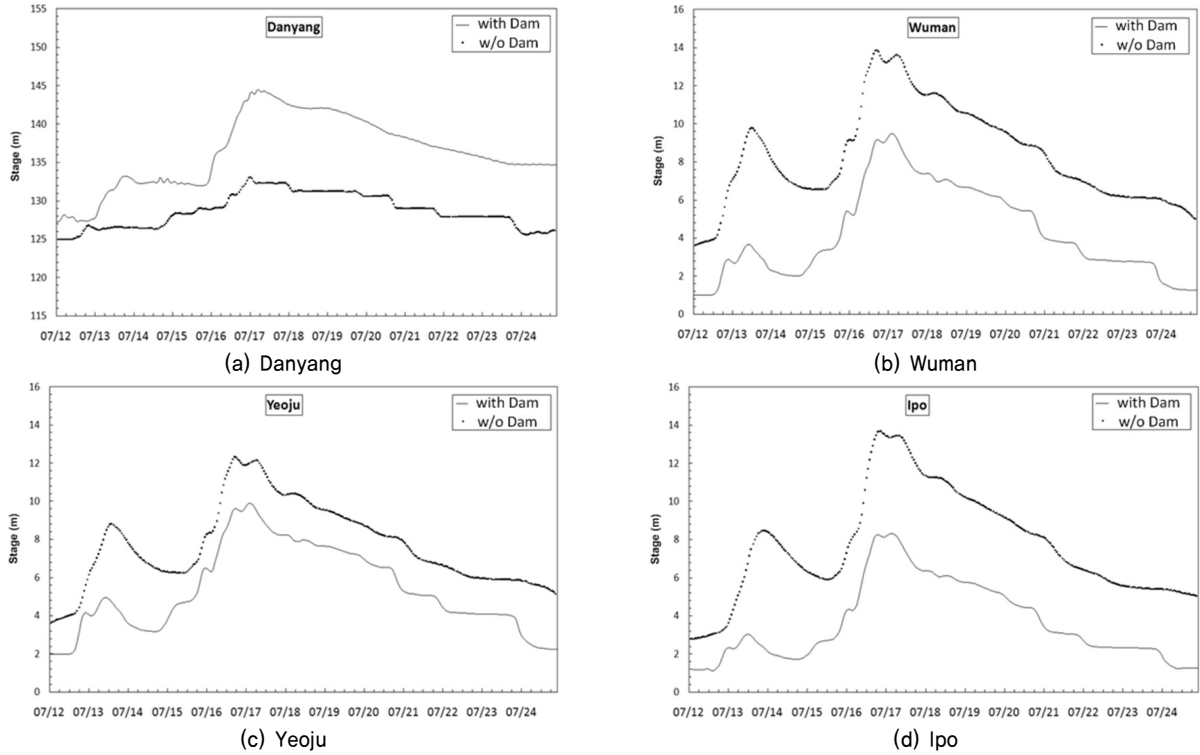 155
150
145
140
135
130
125
120
115
Stage (m)
Danyang
with Dam
w/o Dam
07/12 07/13 07/14 07/15 07/16 07/17 07/18 07/19 07/20 07/21 07/22 07/23 07/24
(a) Danyang
16
14
12
10
8
6
4
2
0
Stage (m)
Wuman
with Dam
w/o Dam
07/12 07/13 07/14 07/15 07/16 07/17 07/18 07/19 07/20 07/21 07/22 07/23 07/24
(b) Wuman
16
14
12
10
8
6
4
2
0
Stage (m)
Yeoju
with Dam
w/o Dam
07/12 07/13 07/14 07/15 07/16 07/17 07/18 07/19 07/20 07/21 07/22 07/23 07/24
(c) Yeoju
16
14
12
10
8
6
4
2
0
Stage (m)
Ipo
with Dam
w/o Dam
07/12 07/13 07/14 07/15 07/16 07/17 07/18 07/19 07/20 07/21 07/22 07/23 07/24
(d) Ipo